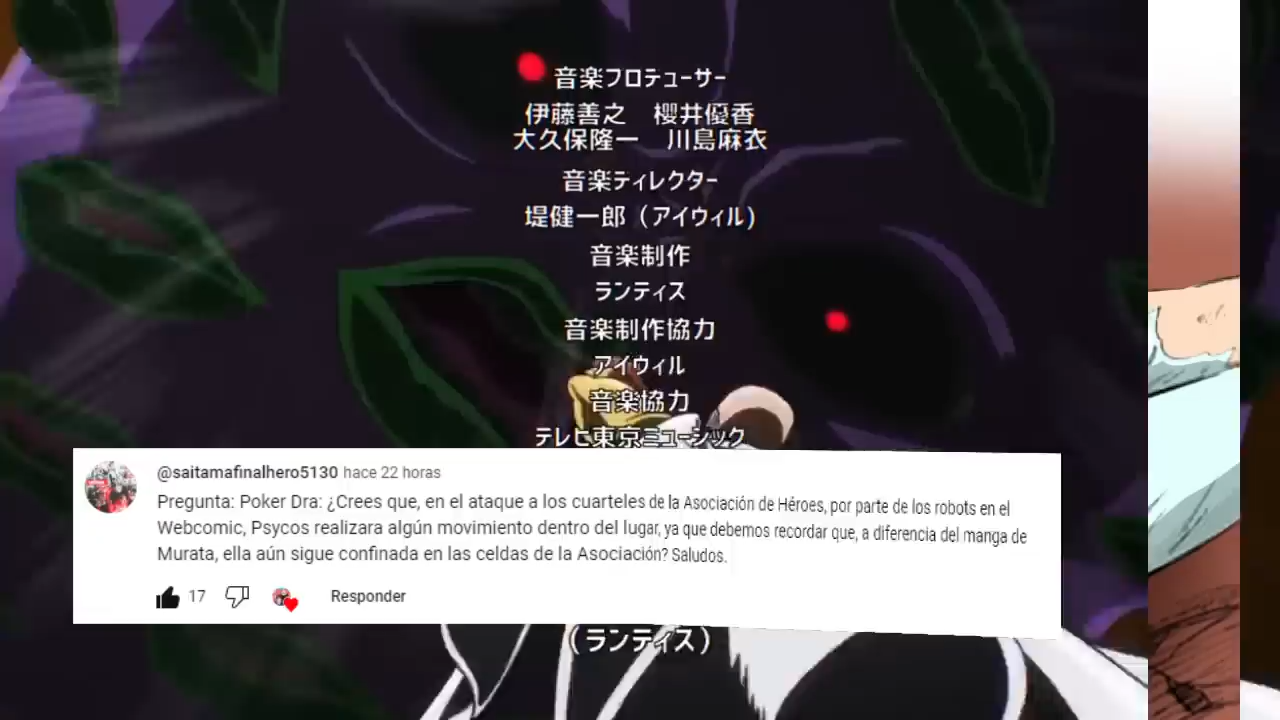 音楽プロデューサー
伊藤善之　櫻井優香
大久保隆一　川島麻衣
音楽ディレクター
堤健一郎（アイウィル）
音楽制作
ランティス
音楽制作協力
アイウィル
音楽協力
テレビ東京ミュージック
@saitamafinalhero5130 hace 22 horas
Pregunta: Poker Dra: ¿Crees que, en el ataque a los cuarteles de la Asociación de Héroes, por parte de los robots en el
Webcomic, Psycos realizara algún movimiento dentro del lugar, ya que debemos recordar que, a diferencia del manga de
Murata, ella aún sigue confinada en las celdas de la Asociación? Saludos.
17 Responder
（ランティス）